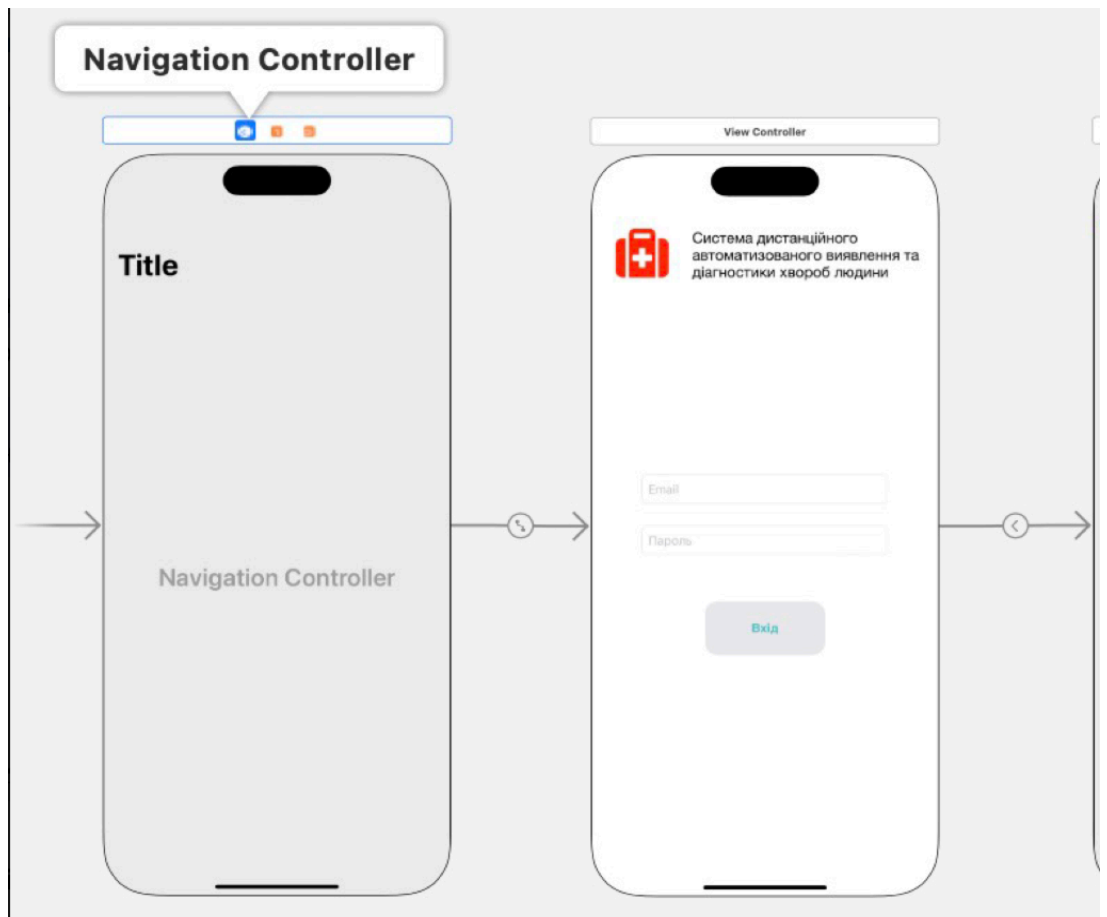 Navigation Controller
View Controller
Title
Система дистанційного
автоматизованого виявлення та
діагностики хвороб людини
Email
Пароль
Navigation Controller
Вхід